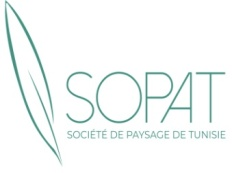 SOPAT
SOCIÉTÉ DE PAYSAGE DE TUNISIE